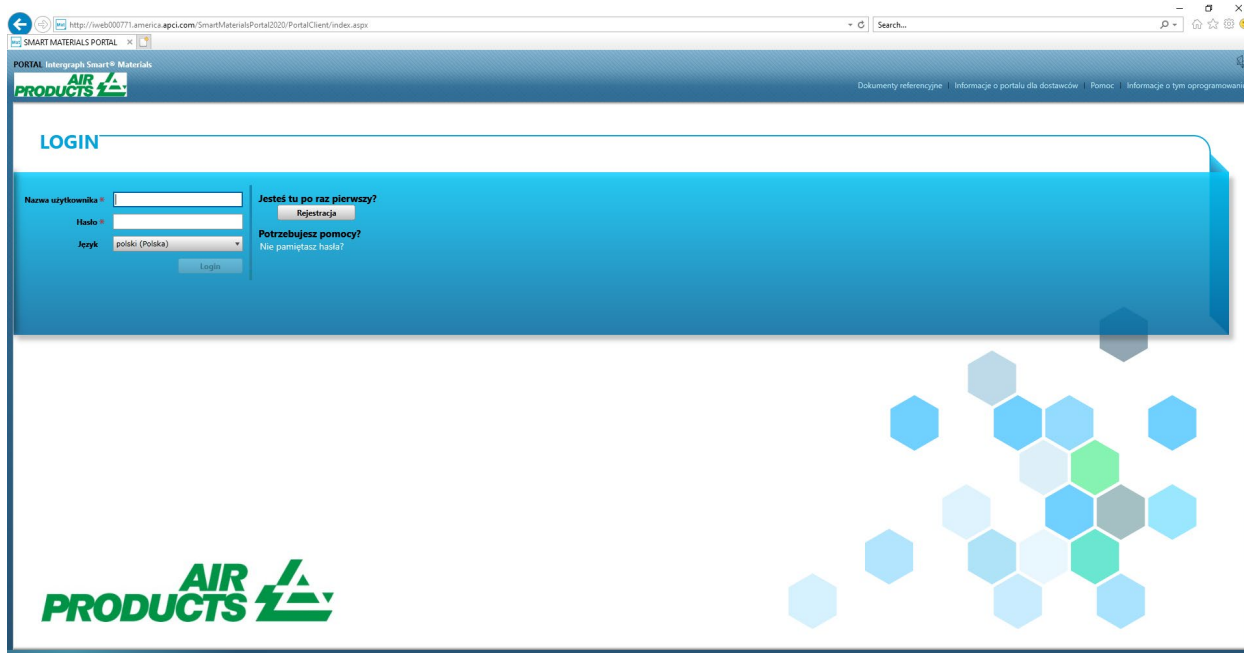 http://iweb000771.america.apci.com/SmartMaterialsPortal2020/PortalClient/index.aspx
Search...
SMART MATERIALS PORTAL
PORTAL Intergraph Smart® Materials
AIR
PRODUCTS
Dokumenty referencyjne | Informacje o portalu dla dostawców | Pomoc | Informacje o tym oprogramowaniu
LOGIN
Nazwa użytkownika *
Jesteś tu po raz pierwszy?
Rejestracja
Hasło *
Potrzebujesz pomocy?
Język polski (Polska)
Nie pamiętasz hasła?
Login
AIR
PRODUCTS